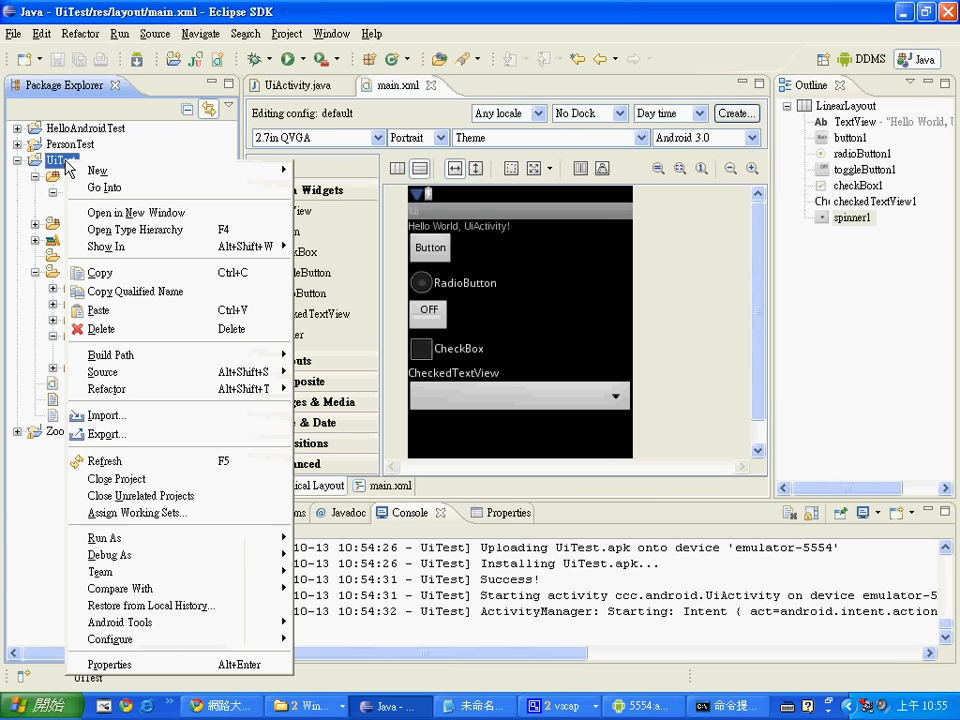 Java - UiTest/res/layout/main.xml - Eclipse SDK
File Edit Refactor Run Source Navigate Search Project Window Help
DDMS Java
Package Explorer
UiActivity.java main.xml
Outline
Editing config: default Any locale No Dock Day time Create...
2.7in QVGA Portrait Theme Android 3.0
HelloAndroidTest
PersonTest
UiTest
New
Go Into
Open in New Window
Open Type Hierarchy F4
Show In Alt+Shift+W
Copy Ctrl+C
Copy Qualified Name
Paste Ctrl+V
Delete Delete
Build Path
Source Alt+Shift+S
Refactor Alt+Shift+T
Import...
Export...
Refresh F5
Close Project
Close Unrelated Projects
Assign Working Sets...
Run As
Debug As
Team
Compare With
Restore from Local History...
Android Tools
Configure
Properties Alt+Enter
Zoo
UiTest
Widgets
Hello World, UiActivity!
Button
RadioButton
OFF
CheckBox
CheckedTextView
LinearLayout
Ab TextView - "Hello World, U
button1
radioButton1
toggleButton1
checkBox1
checkedTextView1
spinner1
ical Layout main.xml
ms @ Javadoc Console Properties
10-13 10:54:26 - UiTest] Uploading UiTest.apk onto device 'emulator-5554'
10-13 10:54:26 - UiTest] Installing UiTest.apk...
10-13 10:54:31 - UiTest] Success!
10-13 10:54:31 - UiTest] Starting activity ccc.android.UiActivity on device emulator-5
10-13 10:54:32 - UiTest] ActivityManager: Starting: Intent { act=android.intent.action
開始 網路大... 2 Win... Java - ... 未命名... 2 vscap 5554:a... 命令提... 上午 10:55